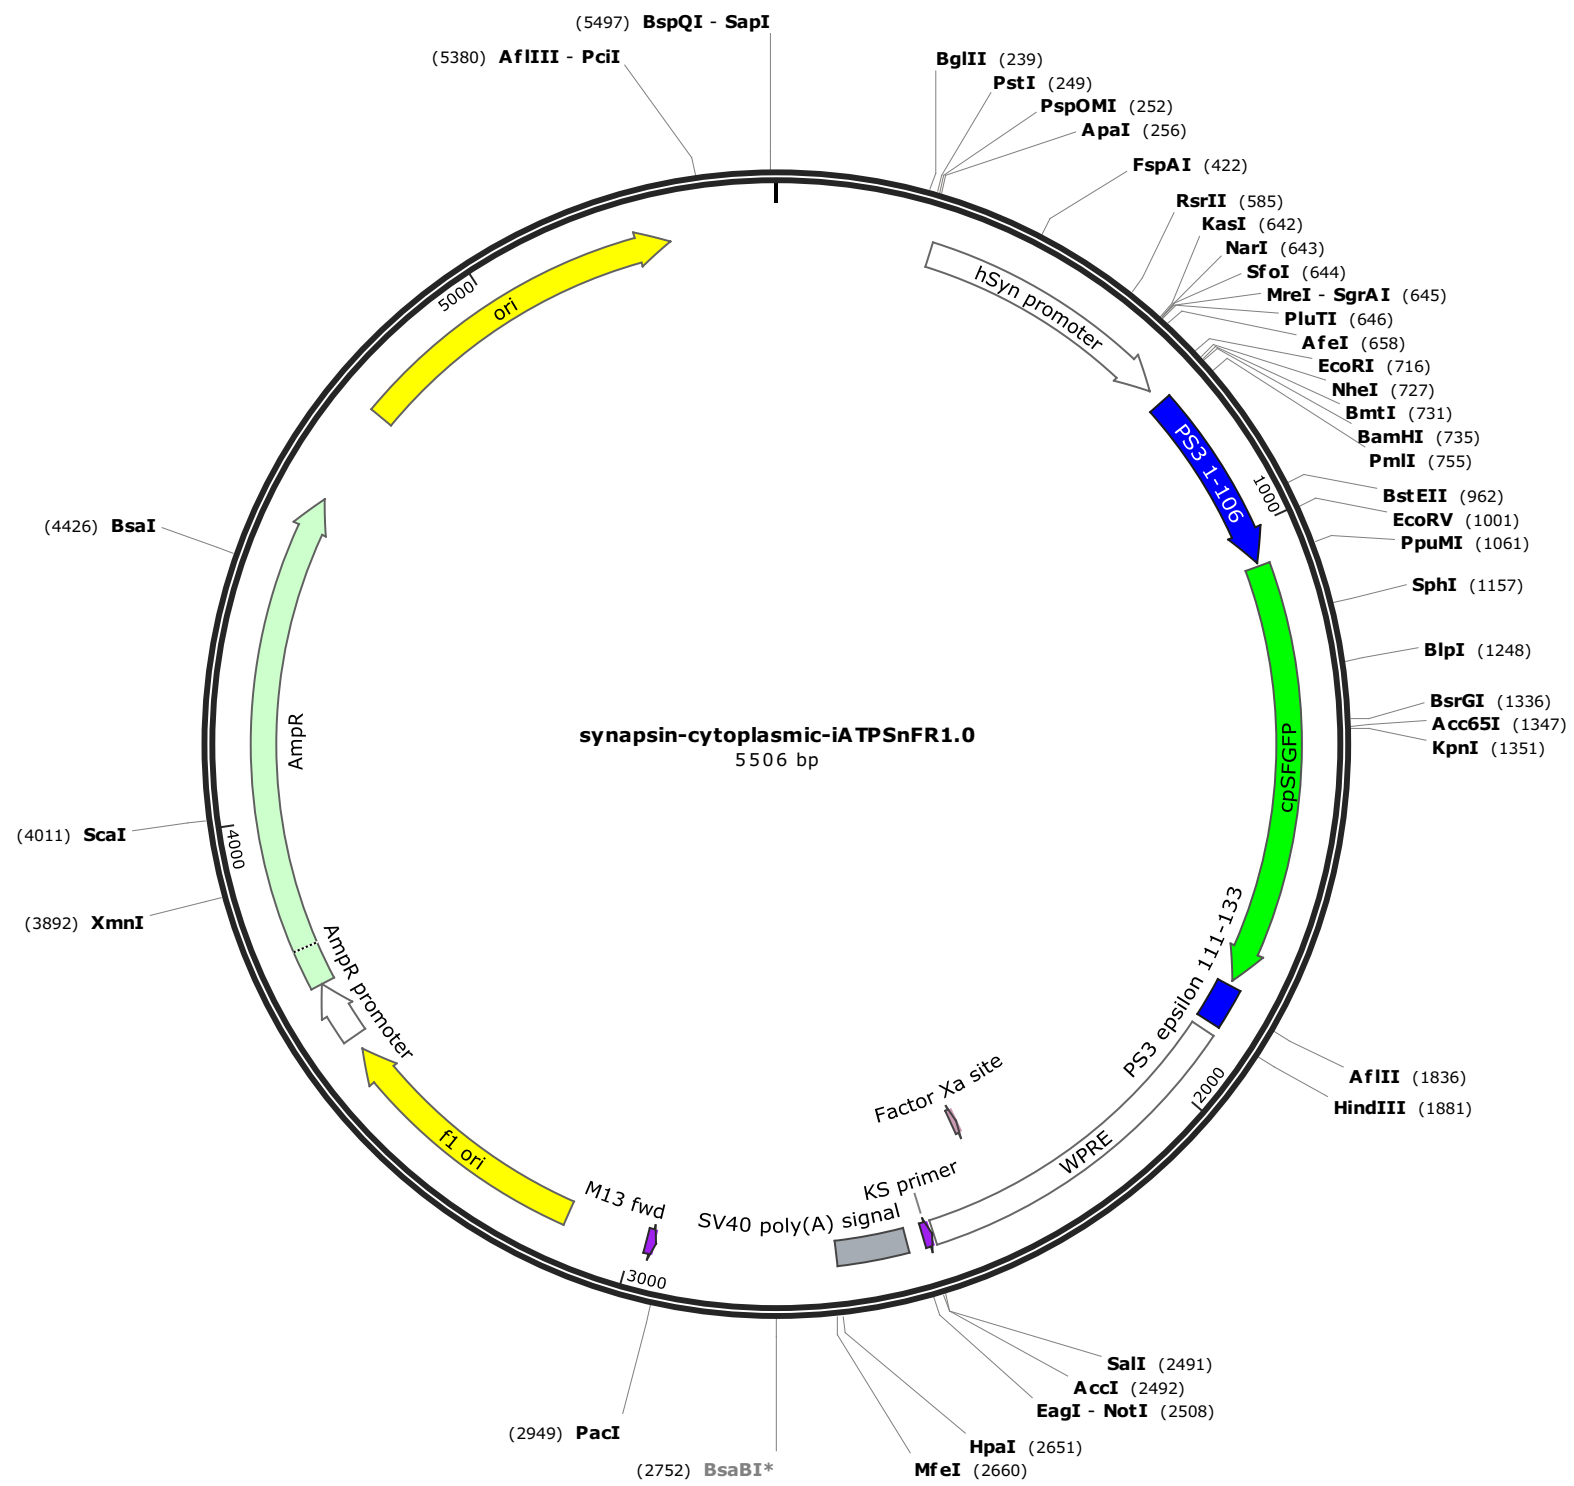 (5497) BspQI - SapI
(5380) AflIII - PciI
BglII (239)
PstI (249)
PspOMI (252)
ApaI (256)
FspAI (422)
RsrII (585)
KasI (642)
NarI (643)
SfoI (644)
MreI - SgrAI (645)
PluTI (646)
AfeI (658)
EcoRI (716)
NheI (727)
BmtI (731)
BamHI (735)
PmlI (755)
BstEII (962)
EcoRV (1001)
PpuMI (1061)
SphI (1157)
BlpI (1248)
BsrGI (1336)
Acc65I (1347)
KpnI (1351)
AflII (1836)
HindIII (1881)
SalI (2491)
AccI (2492)
EagI - NotI (2508)
HpaI (2651)
MfeI (2660)
(2752) BsaBI*
(2949) PacI
(3892) XmnI
(4011) ScaI
(4426) BsaI
synapsin-cytoplasmic-iATPSnFR1.0
5506 bp
hSyn promoter
PS3 1-106
1000
cpSFGFP
PS3 epsilon 111-133
2000
WPRE
Factor Xa site
KS primer
SV40 poly(A) signal
M13 fwd
3000
f1 ori
AmpR promoter
4000
AmpR
ori
5000